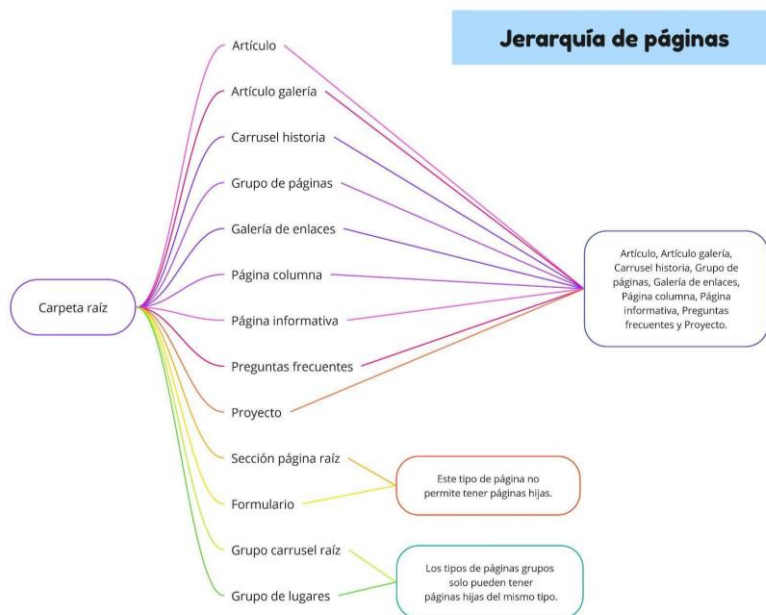 Jerarquía de páginas
Artículo
Artículo galería
Carrusel historia
Grupo de páginas
Galería de enlaces
Página columna
Página informativa
Preguntas frecuentes
Proyecto
Sección página raíz
Formulario
Grupo carrusel raíz
Grupo de lugares
Carpeta raíz
Artículo, Artículo galería,
Carrusel historia, Grupo de
páginas, Galería de enlaces,
Página columna, Página
informativa, Preguntas
frecuentes y Proyecto.
Este tipo de página no
permite tener páginas hijas.
Los tipos de páginas grupos
solo pueden tener
páginas hijas del mismo tipo.